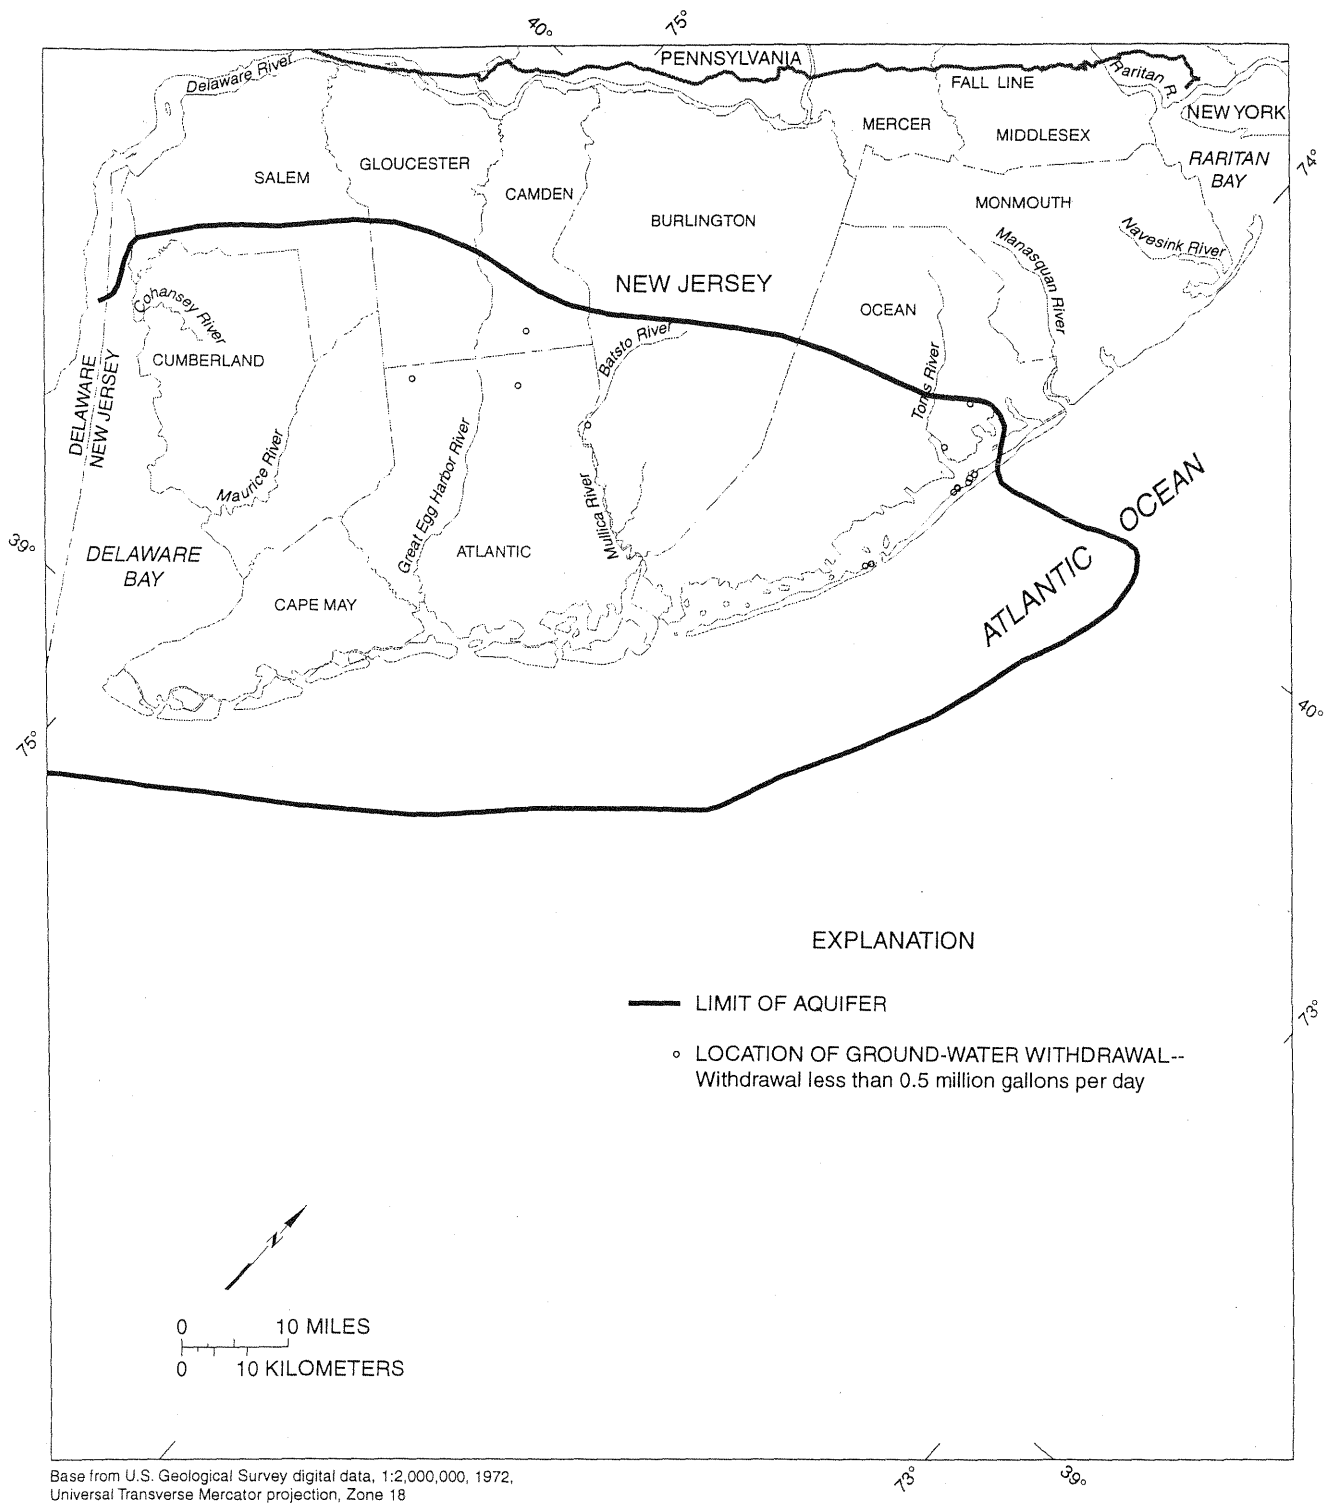 40°
75°
PENNSYLVANIA
Delaware River
FALL LINE
Raritan R.
NEW YORK
MERCER
MIDDLESEX
RARITAN
BAY
74°
GLOUCESTER
SALEM
CAMDEN
MONMOUTH
BURLINGTON
Navesink River
Manasquan River
NEW JERSEY
Cohansey River
OCEAN
Batsto River
CUMBERLAND
DELAWARE
NEW JERSEY
Toms River
Maurice River
Great Egg Harbor River
Mullica River
ATLANTIC OCEAN
39°
DELAWARE
BAY
ATLANTIC
CAPE MAY
75°
40°
EXPLANATION
LIMIT OF AQUIFER
73°
LOCATION OF GROUND-WATER WITHDRAWAL--
Withdrawal less than 0.5 million gallons per day
N
0 10 MILES
0 10 KILOMETERS
73°
39°
Base from U.S. Geological Survey digital data, 1:2,000,000, 1972,
Universal Transverse Mercator projection, Zone 18